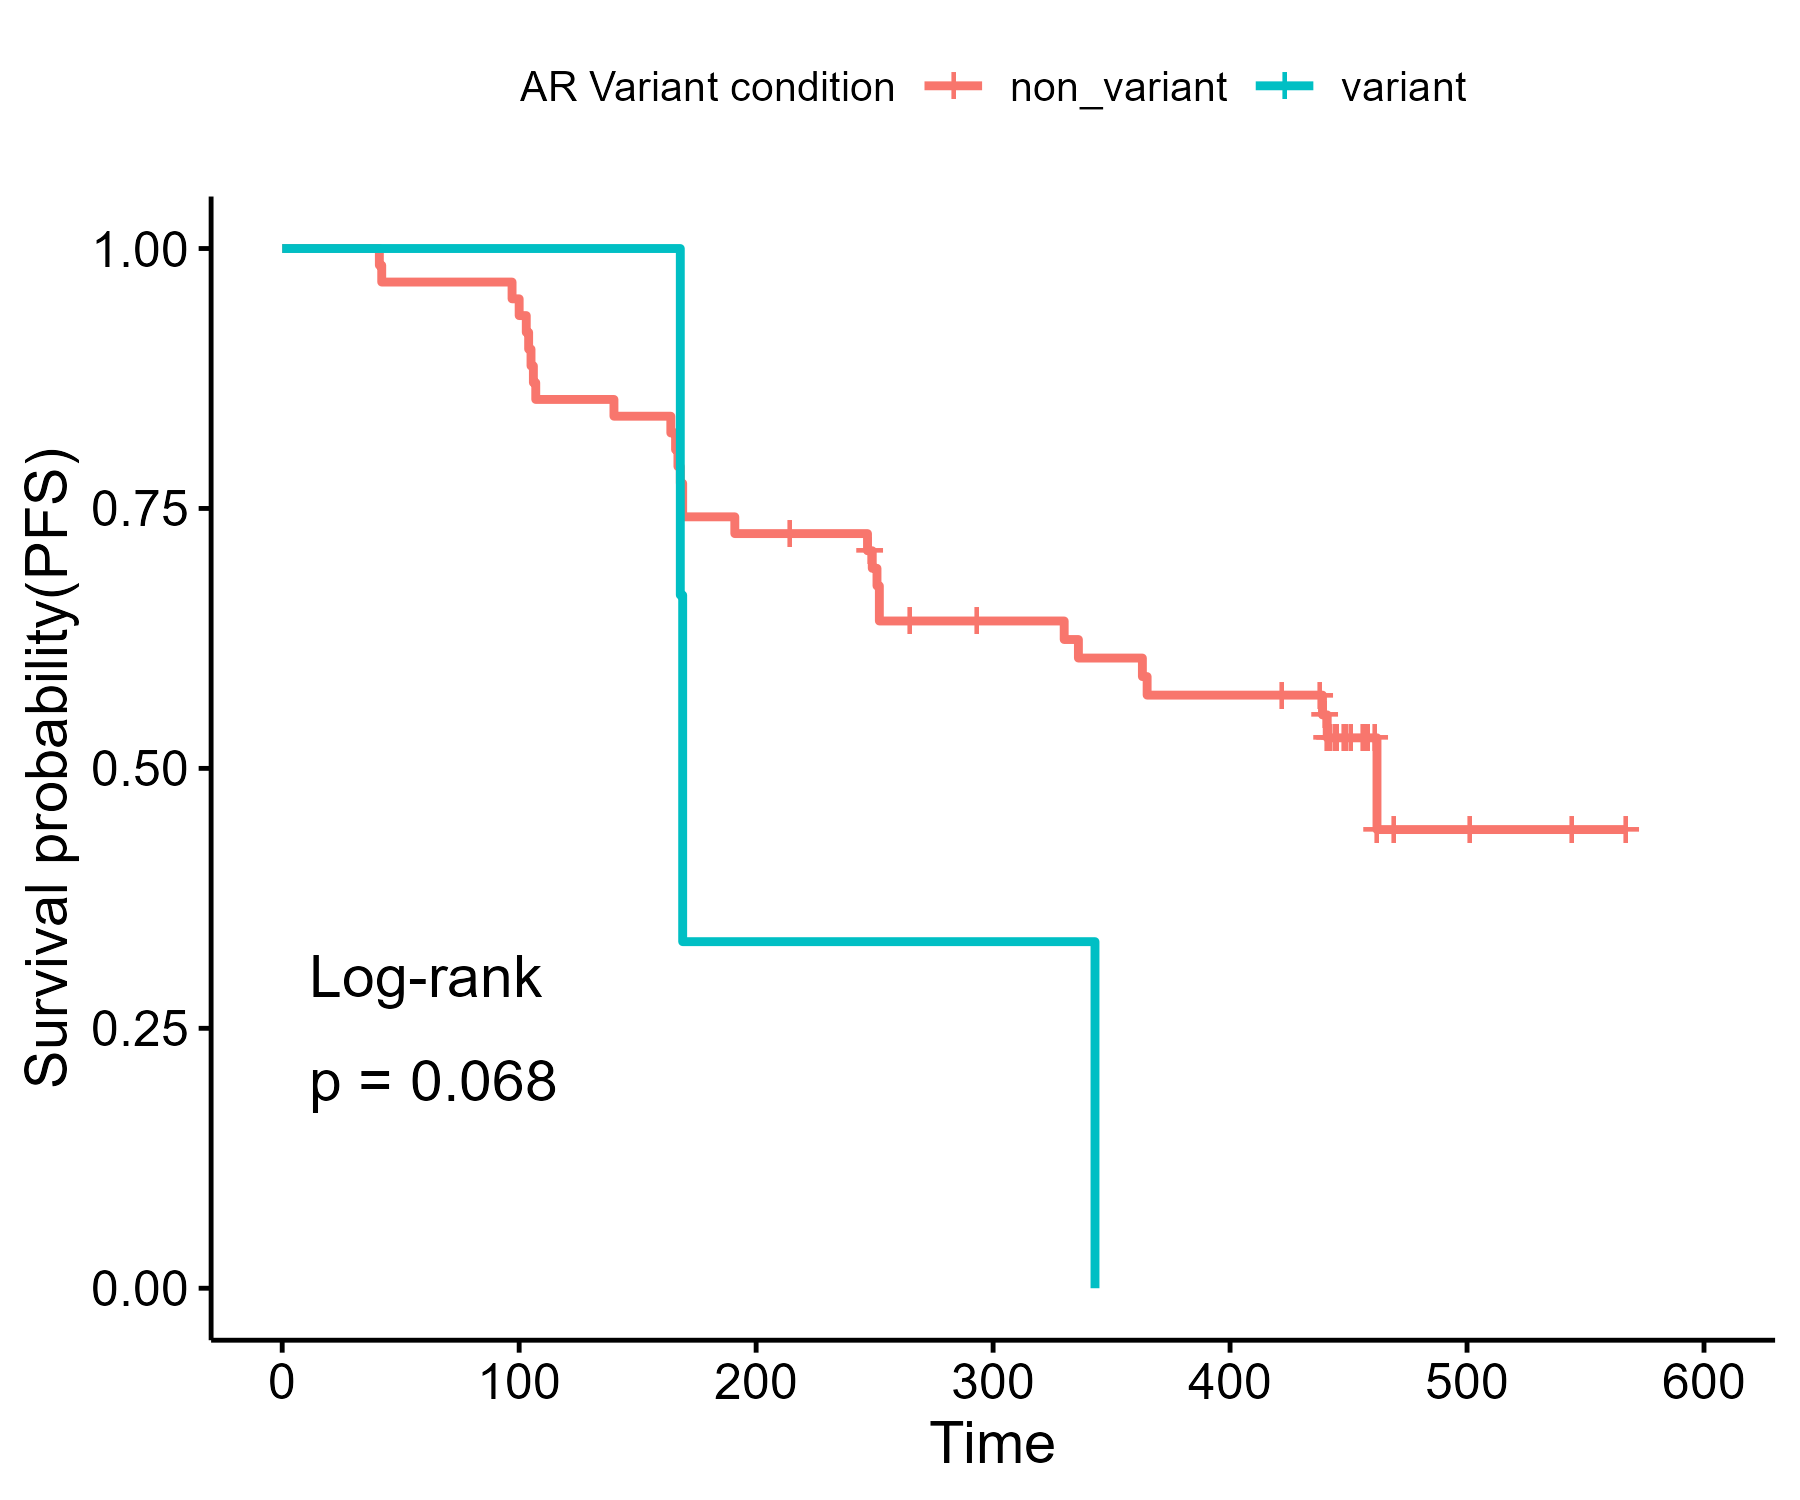 AR Variant condition non_variant variant
Survival probability(PFS)
1.00
0.75
0.50
0.25
0.00
Log-rank
p = 0.068
0 100 200 300 400 500 600
Time